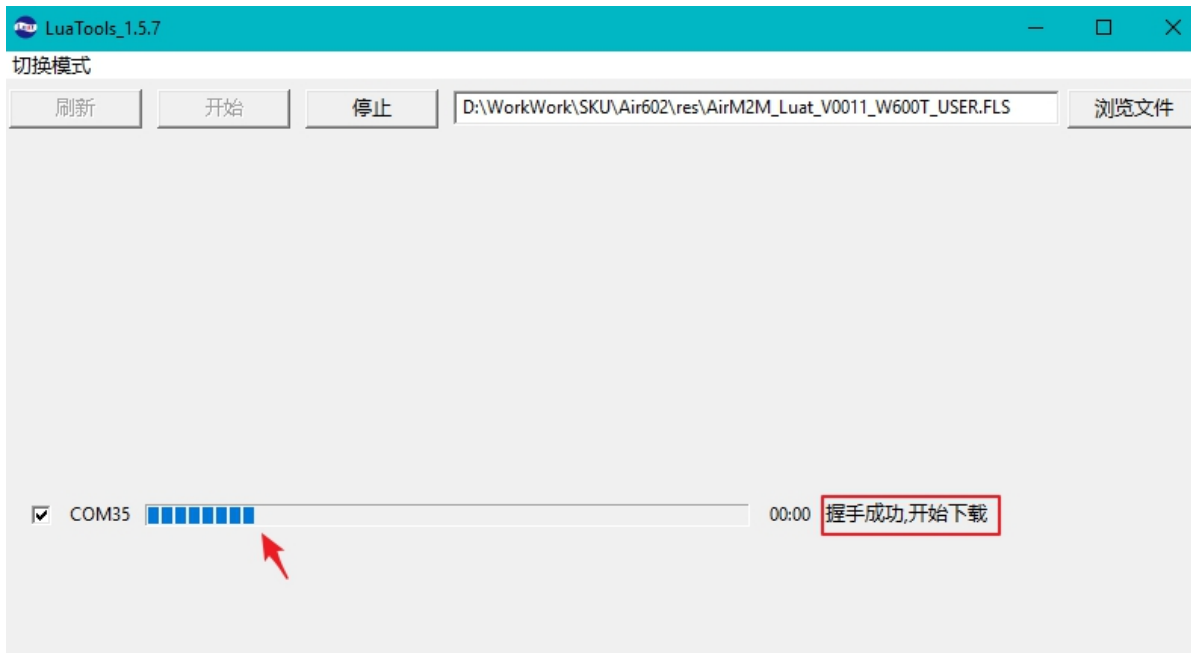 LuaTools_1.5.7
切换模式
刷新 开始 停止 D:\WorkWork\SKU\Air602\res\AirM2M_Luat_V0011_W600T_USER.FLS 浏览文件
COM35 00:00 握手成功,开始下载